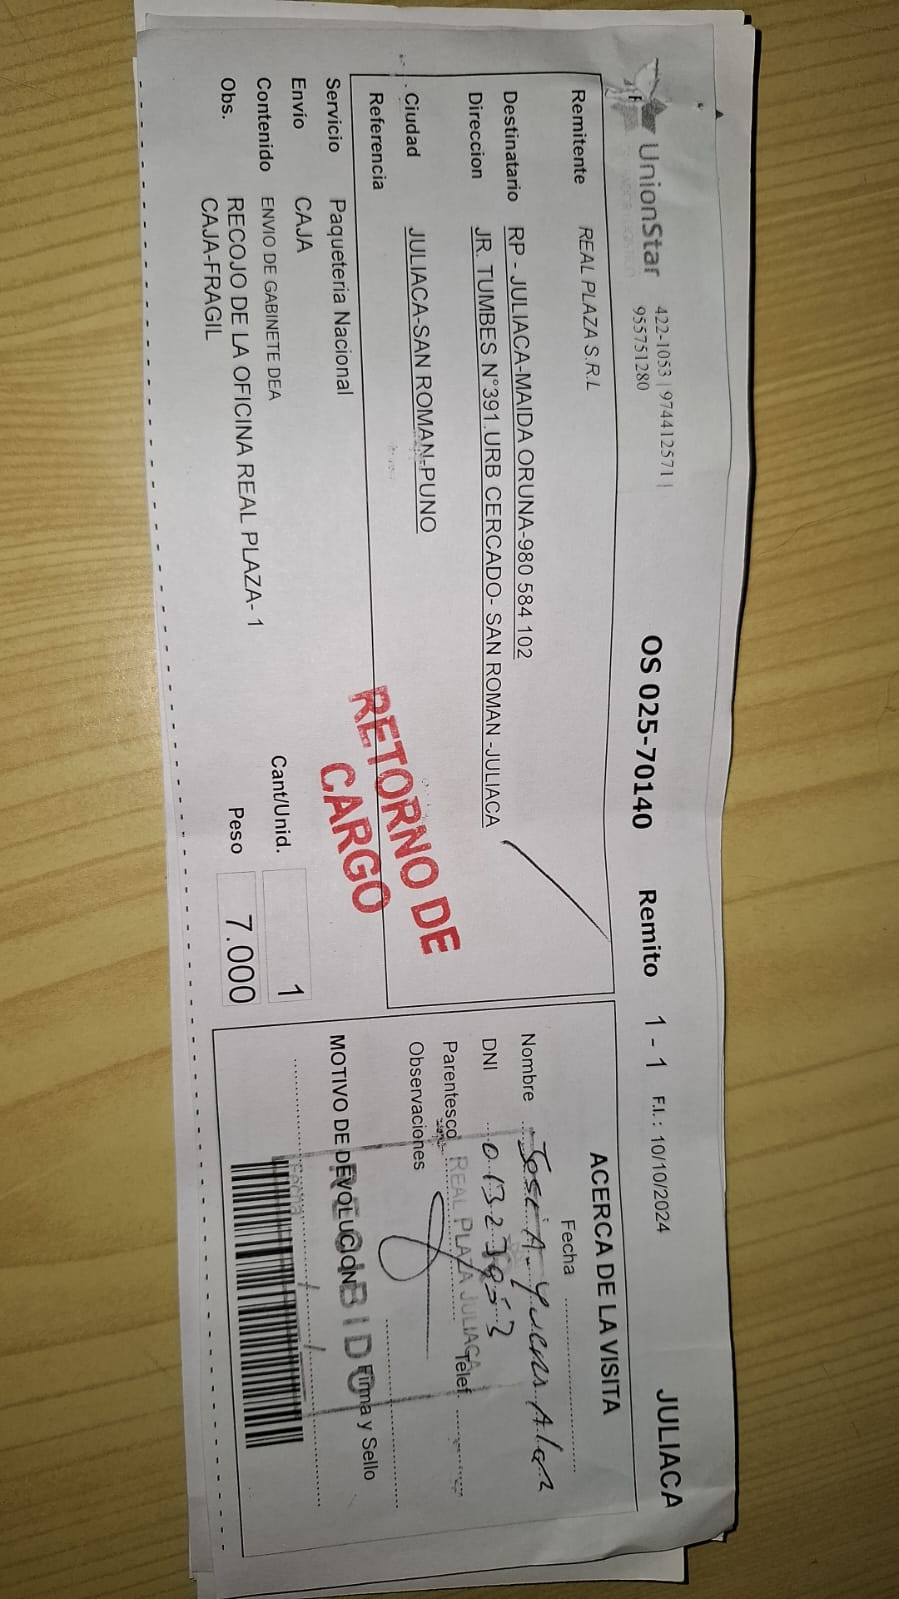 UnionStar
422-1053 | 974412571 |
955751280
OS 025-70140 Remito 1 - 1 F.I. : 10/10/2024 JULIACA
Remitente REAL PLAZA S.R.L
Destinatario RP - JULIACA-MAIDA ORUNA-980 584 102
Direccion JR. TUMBES N°391 URB CERCADO- SAN ROMAN -JULIACA
Ciudad JULIACA-SAN ROMAN-PUNO
Referencia
Servicio Paqueteria Nacional
Envío CAJA
Contenido ENVIO DE GABINETE DEA
Obs. RECOJO DE LA OFICINA REAL PLAZA- 1
CAJA-FRAGIL
RETORNO DE
CARGO
Cant/Unid. 1
Peso 7.000
ACERCA DE LA VISITA
Fecha
Nombre Jose A.
DNI
Parentesco Telef
Observaciones
REAL PLAZA JULIACA
MOTIVO DE DEVOLUCION Firma y Sello
RECIBIDO
Fecha